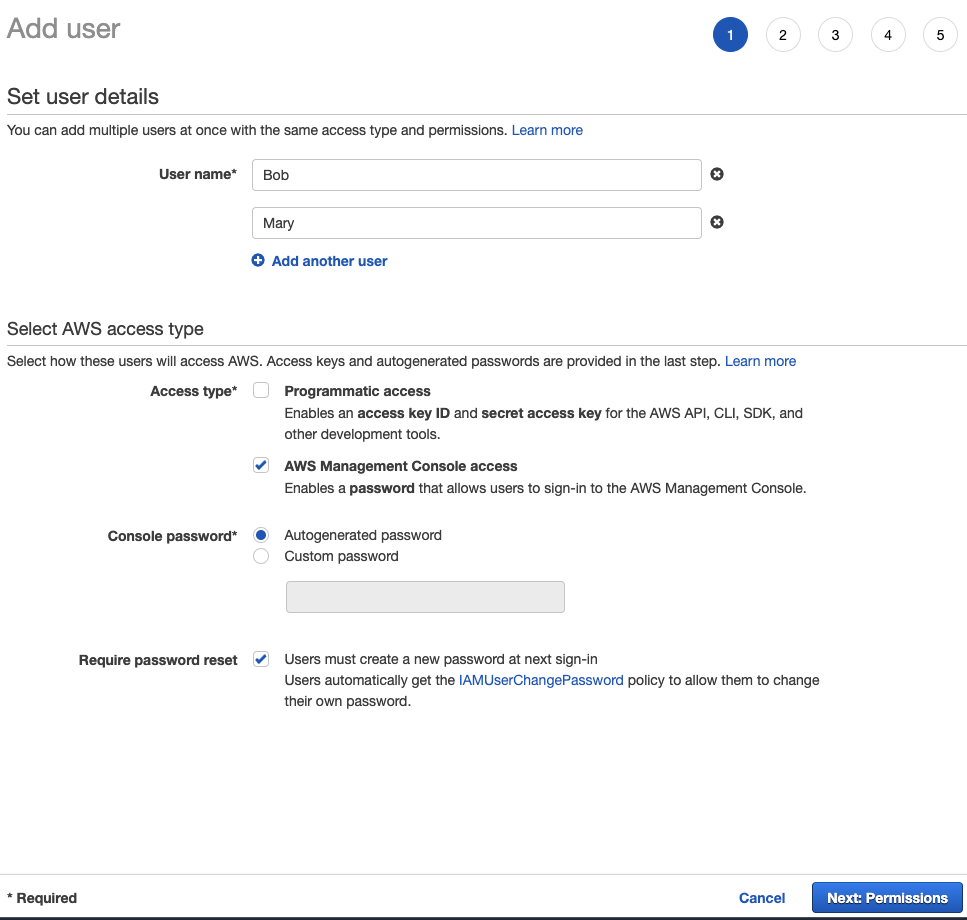 Add user
1 2 3 4 5
Set user details
You can add multiple users at once with the same access type and permissions. Learn more
User name* Bob
Mary
Add another user
Select AWS access type
Select how these users will access AWS. Access keys and autogenerated passwords are provided in the last step. Learn more
Access type* Programmatic access
Enables an access key ID and secret access key for the AWS API, CLI, SDK, and
other development tools.
AWS Management Console access
Enables a password that allows users to sign-in to the AWS Management Console.
Console password* Autogenerated password
Custom password
Require password reset Users must create a new password at next sign-in
Users automatically get the IAMUserChangePassword policy to allow them to change
their own password.
* Required Cancel Next: Permissions